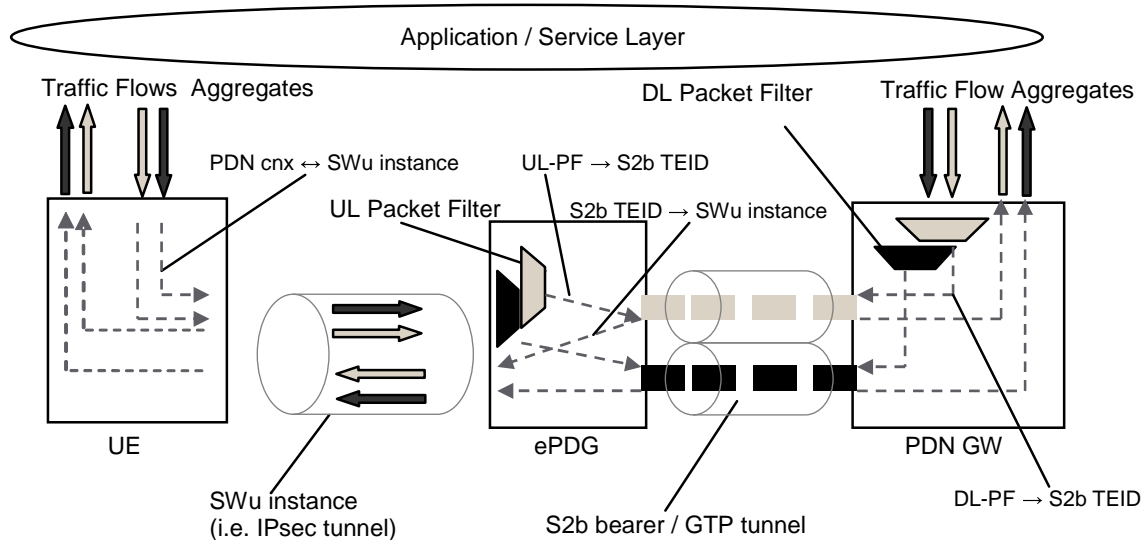 Application / Service Layer
Traffic Flows Aggregates
DL Packet Filter
Traffic Flow Aggregates
PDN cnx ↔ SWu instance
UL-PF → S2b TEID
UL Packet Filter
S2b TEID → SWu instance
UE
ePDG
PDN GW
SWu instance
(i.e. IPsec tunnel)
S2b bearer / GTP tunnel
DL-PF → S2b TEID